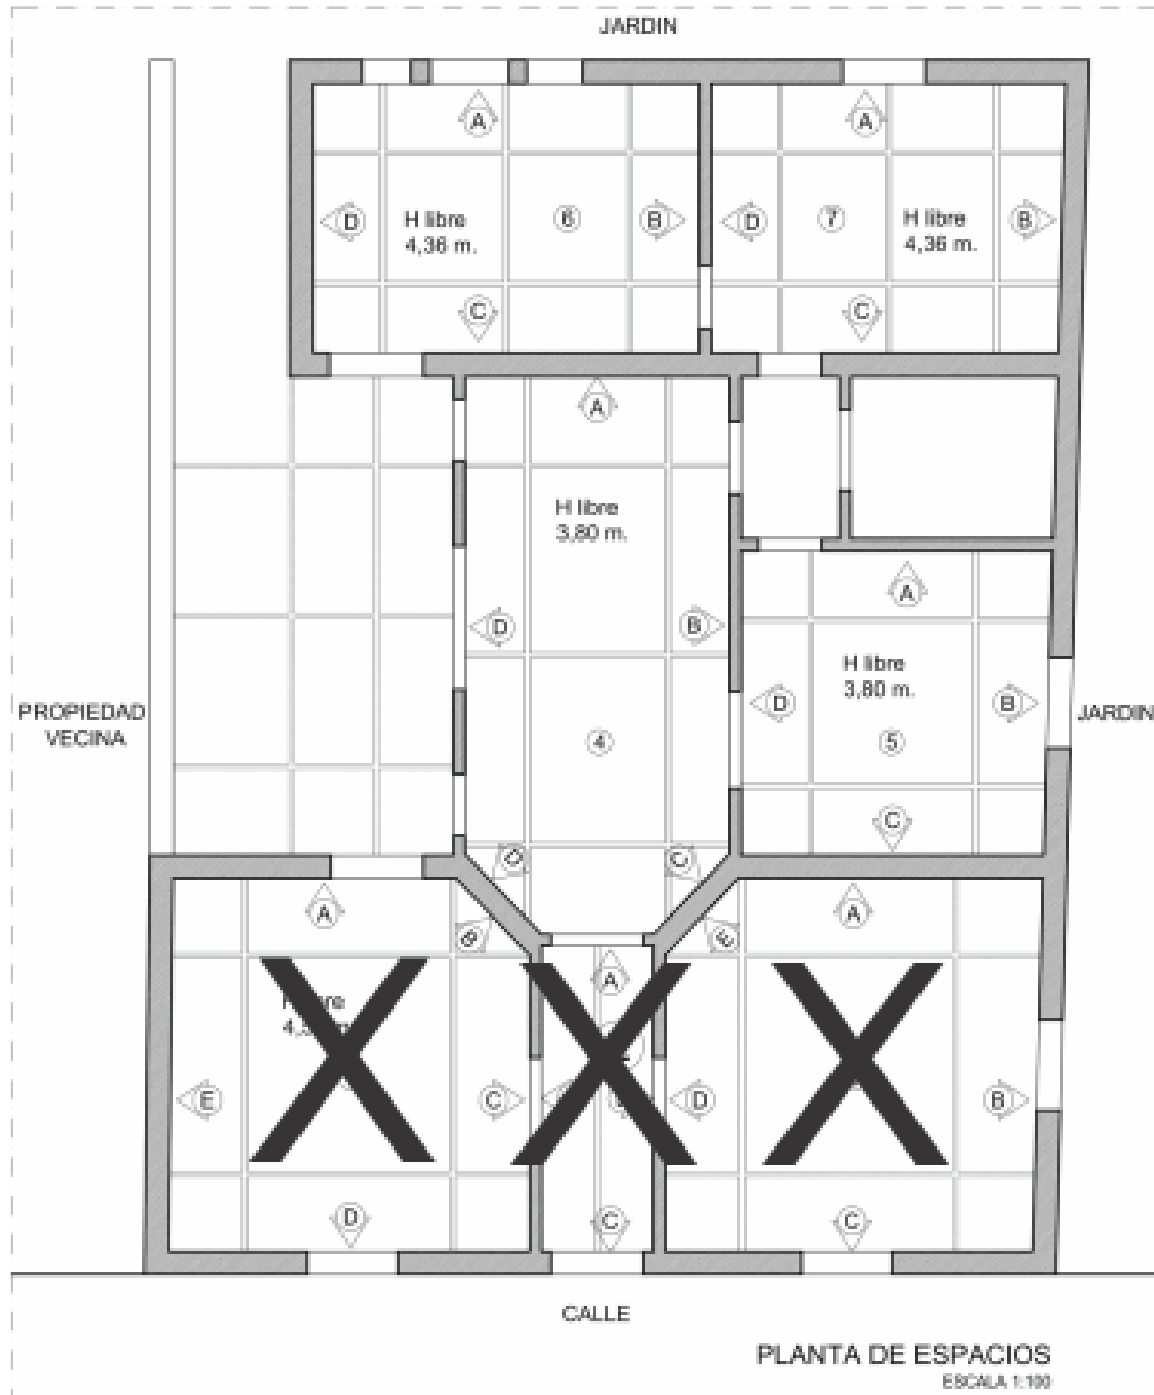 JARDIN
A
A
D
H libre
4,36 m.
6
B
D
7
H libre
4,36 m.
B
C
C
A
H libre
3,80 m.
A
D
B
H libre
3,80 m.
D
B
PROPIEDAD
VECINA
JARDIN
4
5
C
D
C
A
A
B
E
A
E
C
D
B
D
C
C
CALLE
PLANTA DE ESPACIOS
ESCALA 1:100